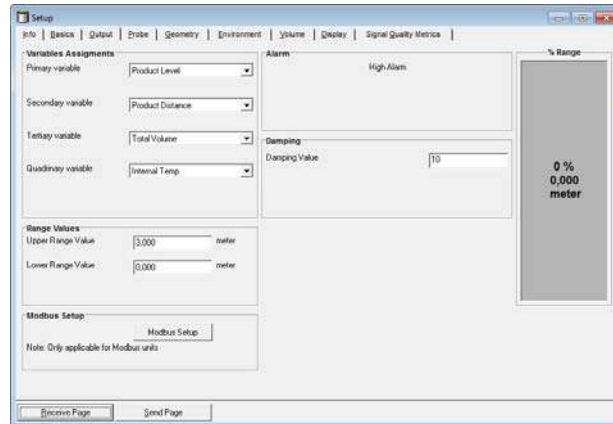 Setup
Info Basics Output Probe Geometry Environment Volume Display Signal Quality Metrics
Variables Assigments
Primary variable Product Level
Secondary variable Product Distance
Tertiary variable Total Volume
Quadrinary variable Internal Temp
Range Values
Upper Range Value 3,000 meter
Lower Range Value 0,000 meter
Modbus Setup
Modbus Setup
Note: Only applicable for Modbus units
Alarm
High Alarm
Damping
Damping Value 10
% Range
0 %
0,000
meter
Receive Page Send Page